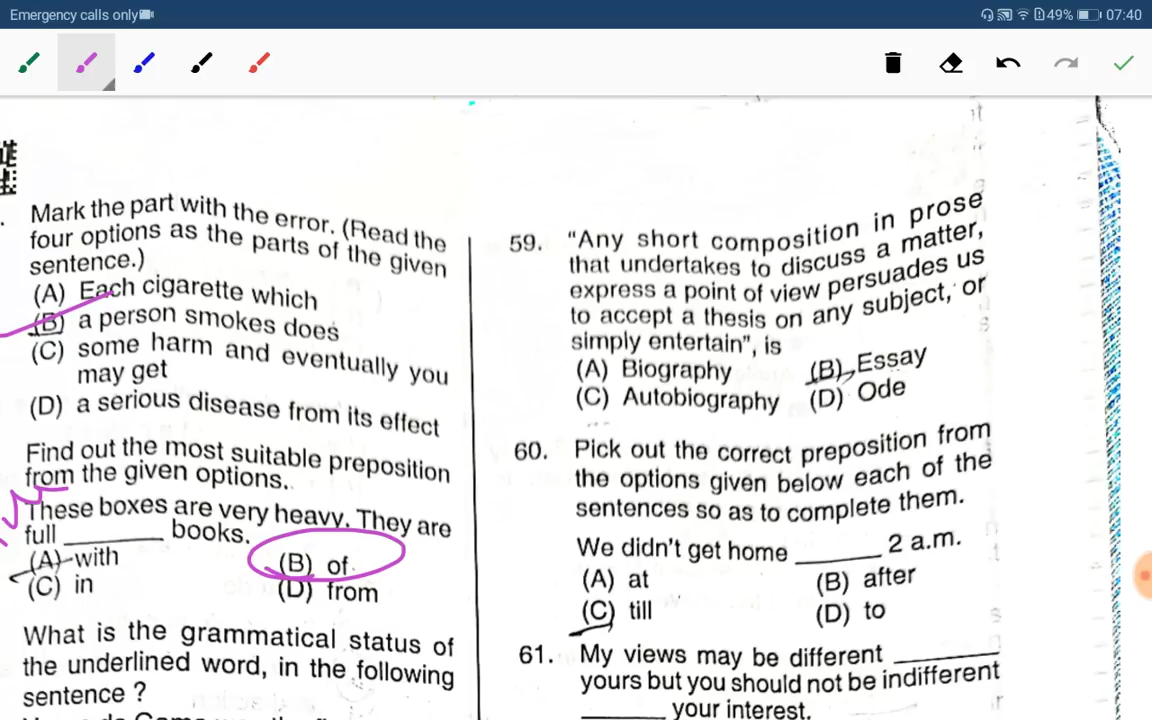 Emergency calls only
49% 07:40
Mark the part with the error. (Read the
four options as the parts of the given
sentence.)
(A) Each cigarette which
(B) a person smokes does
(C) some harm and eventually you
may get
(D) a serious disease from its effect
Find out the most suitable preposition
from the given options.
These boxes are very heavy. They are
full ________ books.
(A) with (B) of
(C) in (D) from
What is the grammatical status of
the underlined word, in the following
sentence ?
59. "Any short composition in prose
that undertakes to discuss a matter,
express a point of view persuades us
to accept a thesis on any subject, or
simply entertain", is
(A) Biography (B) Essay
(C) Autobiography (D) Ode
60. Pick out the correct preposition from
the options given below each of the
sentences so as to complete them.
We didn't get home ______ 2 a.m.
(A) at (B) after
(C) till (D) to
61. My views may be different ________
yours but you should not be indifferent
______ your interest.